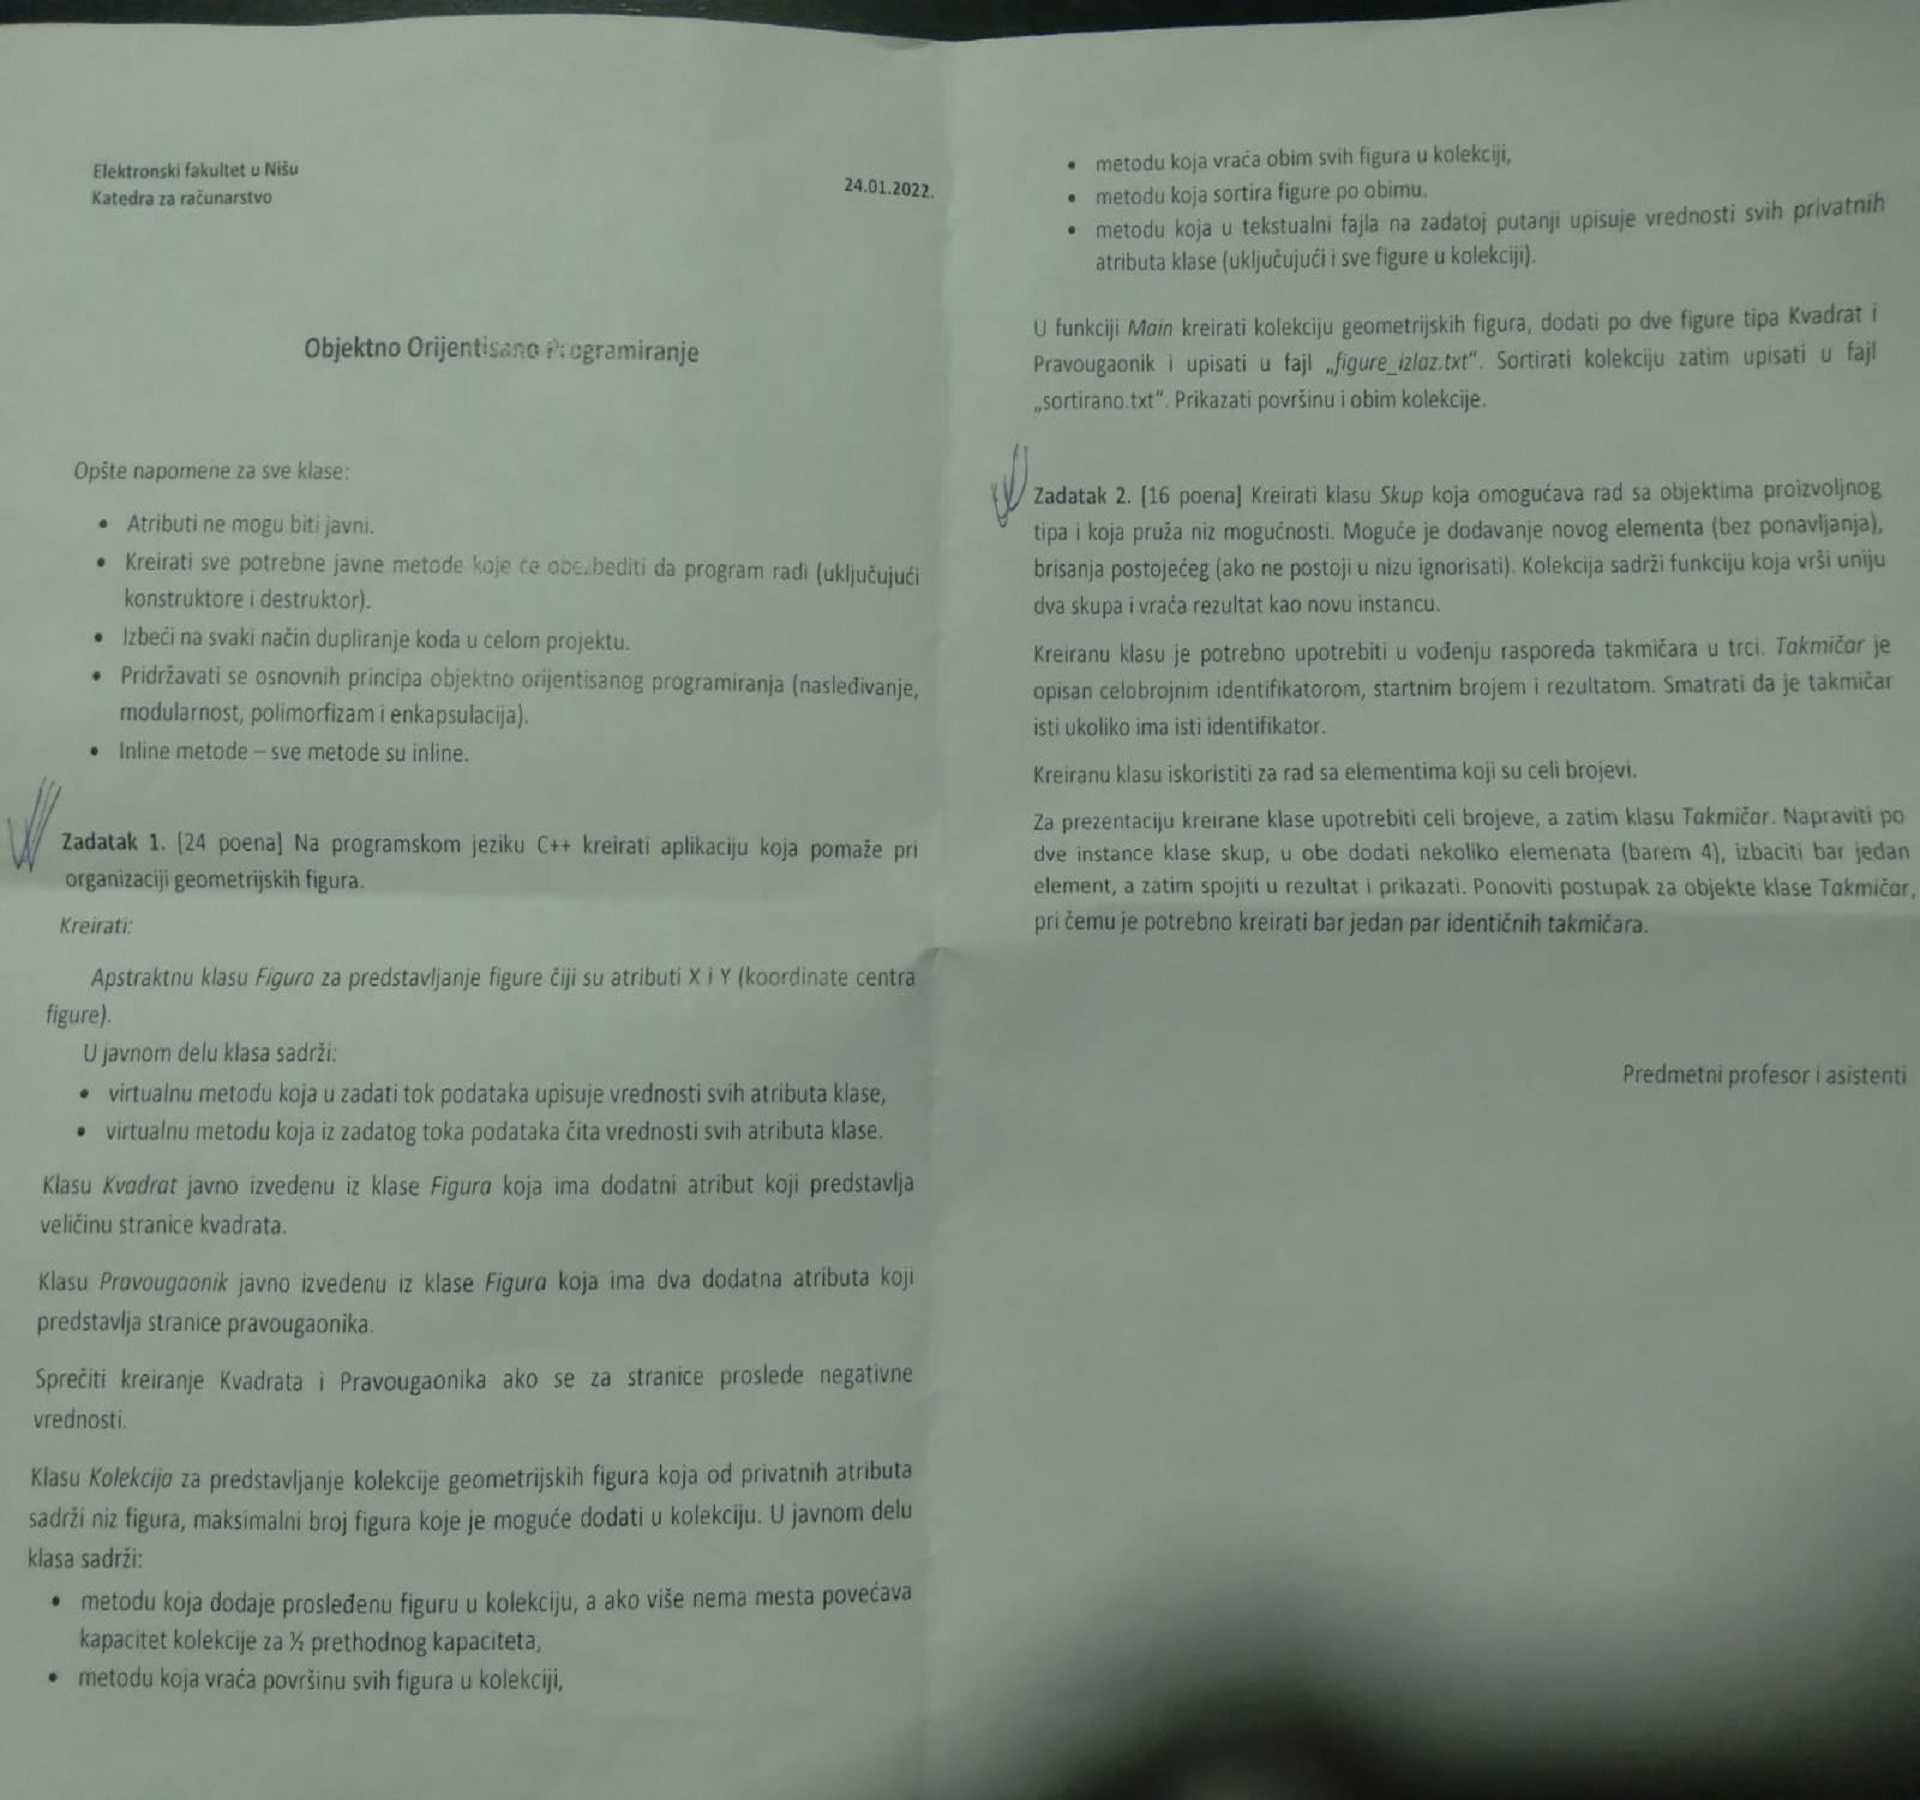 Elektronski fakultet u Nišu
Katedra za računarstvo
24.01.2022.
Objektno Orijentisano Programiranje
Opšte napomene za sve klase:
• Atributi ne mogu biti javni.
• Kreirati sve potrebne javne metode koje će obezbediti da program radi (uključujući
konstruktore i destruktor).
• Izbeći na svaki način dupliranje koda u celom projektu.
• Pridržavati se osnovnih principa objektno orijentisanog programiranja (nasleđivanje,
modularnost, polimorfizam i enkapsulacija).
• Inline metode – sve metode su inline.
Zadatak 1. [24 poena] Na programskom jeziku C++ kreirati aplikaciju koja pomaže pri
organizaciji geometrijskih figura.
Kreirati:
Apstraktnu klasu Figura za predstavljanje figure čiji su atributi X i Y (koordinate centra
figure).
U javnom delu klasa sadrži:
• virtualnu metodu koja u zadati tok podataka upisuje vrednosti svih atributa klase,
• virtualnu metodu koja iz zadatog toka podataka čita vrednosti svih atributa klase.
Klasu Kvadrat javno izvedenu iz klase Figura koja ima dodatni atribut koji predstavlja
veličinu stranice kvadrata.
Klasu Pravougaonik javno izvedenu iz klase Figura koja ima dva dodatna atributa koji
predstavlja stranice pravougaonika.
Sprečiti kreiranje Kvadrata i Pravougaonika ako se za stranice proslede negativne
vrednosti.
Klasu Kolekcija za predstavljanje kolekcije geometrijskih figura koja od privatnih atributa
sadrži niz figura, maksimalni broj figura koje je moguće dodati u kolekciju. U javnom delu
klasa sadrži:
• metodu koja dodaje prosleđenu figuru u kolekciju, a ako više nema mesta povećava
kapacitet kolekcije za ½ prethodnog kapaciteta,
• metodu koja vraća površinu svih figura u kolekciji,
• metodu koja vraća obim svih figura u kolekciji,
• metodu koja sortira figure po obimu.
• metodu koja u tekstualni fajla na zadatoj putanji upisuje vrednosti svih privatnih
atributa klase (uključujući i sve figure u kolekciji).
U funkciji Main kreirati kolekciju geometrijskih figura, dodati po dve figure tipa Kvadrat i
Pravougaonik i upisati u fajl „figure_izlaz.txt“. Sortirati kolekciju zatim upisati u fajl
„sortirano.txt“. Prikazati površinu i obim kolekcije.
Zadatak 2. [16 poena] Kreirati klasu Skup koja omogućava rad sa objektima proizvoljnog
tipa i koja pruža niz mogućnosti. Moguće je dodavanje novog elementa (bez ponavljanja),
brisanja postojećeg (ako ne postoji u nizu ignorisati). Kolekcija sadrži funkciju koja vrši uniju
dva skupa i vraća rezultat kao novu instancu.
Kreiranu klasu je potrebno upotrebiti u vođenju rasporeda takmičara u trci. Takmičar je
opisan celobrojnim identifikatorom, startnim brojem i rezultatom. Smatrati da je takmičar
isti ukoliko ima isti identifikator.
Kreiranu klasu iskoristiti za rad sa elementima koji su celi brojevi.
Za prezentaciju kreirane klase upotrebiti celi brojeve, a zatim klasu Takmičar. Napraviti po
dve instance klase skup, u obe dodati nekoliko elemenata (barem 4), izbaciti bar jedan
element, a zatim spojiti u rezultat i prikazati. Ponoviti postupak za objekte klase Takmičar,
pri čemu je potrebno kreirati bar jedan par identičnih takmičara.
Predmetni profesor i asistenti